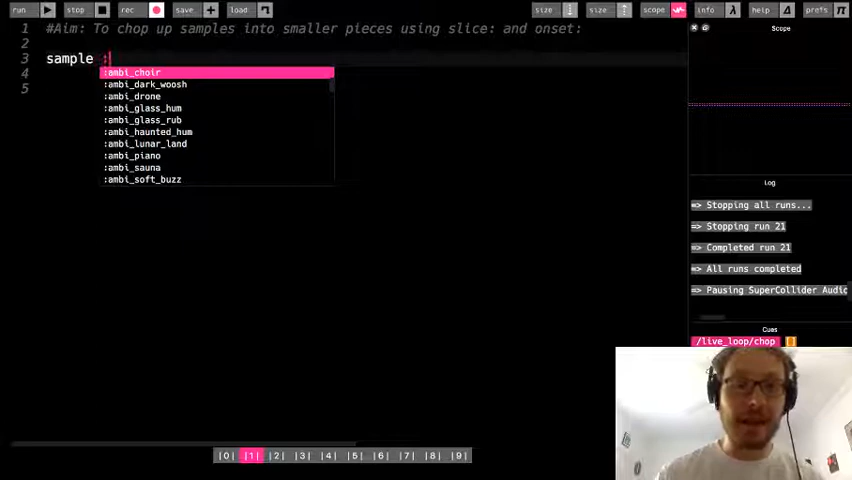 run stop rec save load size size scope info help prefs
1 #Aim: To chop up samples into smaller pieces using slice: and onset:
2
3 sample :
4
5
:ambi_choir
:ambi_dark_woosh
:ambi_drone
:ambi_glass_hum
:ambi_glass_rub
:ambi_haunted_hum
:ambi_lunar_land
:ambi_piano
:ambi_sauna
:ambi_soft_buzz
Scope
Log
=> Stopping all runs...
=> Stopping run 21
=> Completed run 21
=> All runs completed
=> Pausing SuperCollider Audio
Cues
/live_loop/chop []
|0| |1| |2| |3| |4| |5| |6| |7| |8| |9|